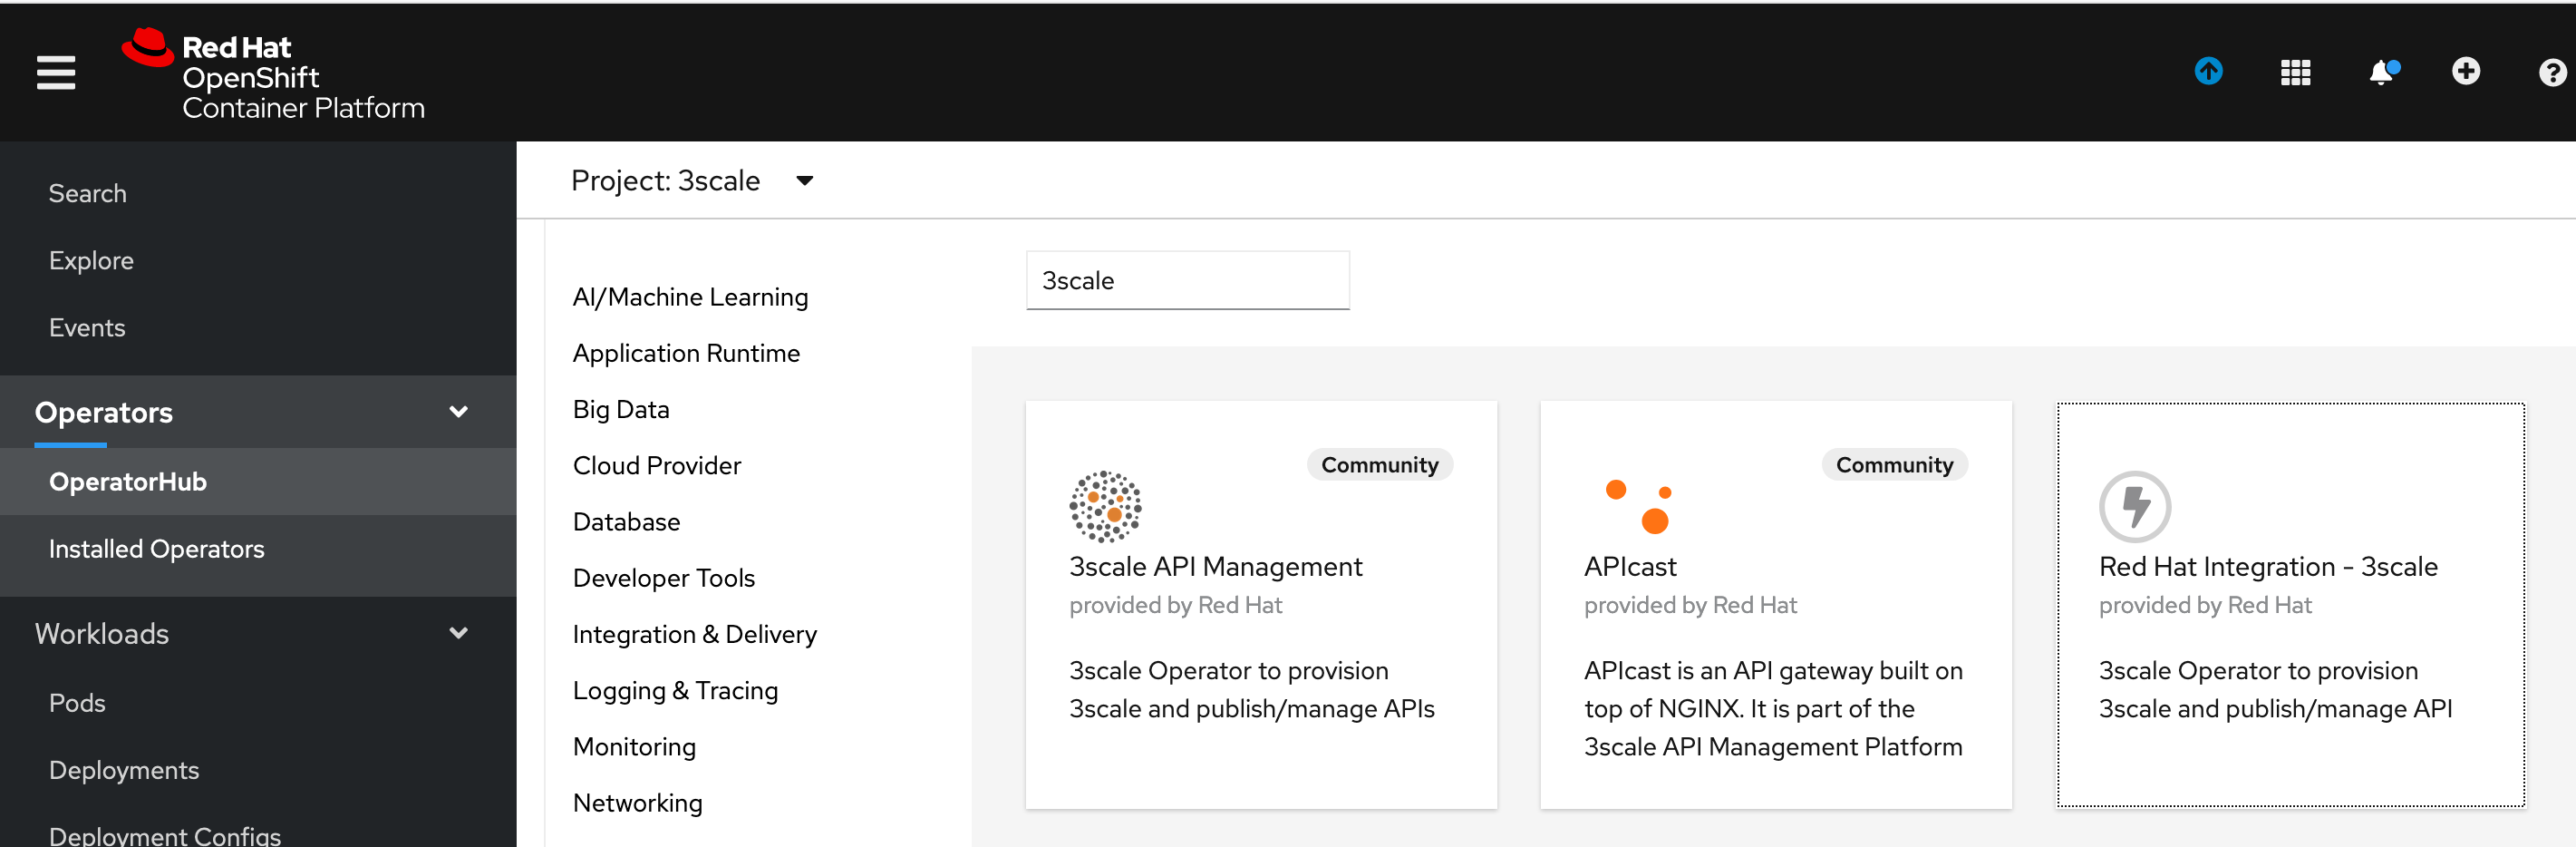 Red Hat
OpenShift
Container Platform
Search
Explore
Events
Operators
OperatorHub
Installed Operators
Workloads
Pods
Deployments
Deployment Configs
Project: 3scale
AI/Machine Learning
Application Runtime
Big Data
Cloud Provider
Database
Developer Tools
Integration & Delivery
Logging & Tracing
Monitoring
Networking
3scale
Community
3scale API Management
provided by Red Hat
3scale Operator to provision
3scale and publish/manage APIs
Community
APIcast
provided by Red Hat
APIcast is an API gateway built on
top of NGINX. It is part of the
3scale API Management Platform
Red Hat Integration - 3scale
provided by Red Hat
3scale Operator to provision
3scale and publish/manage API